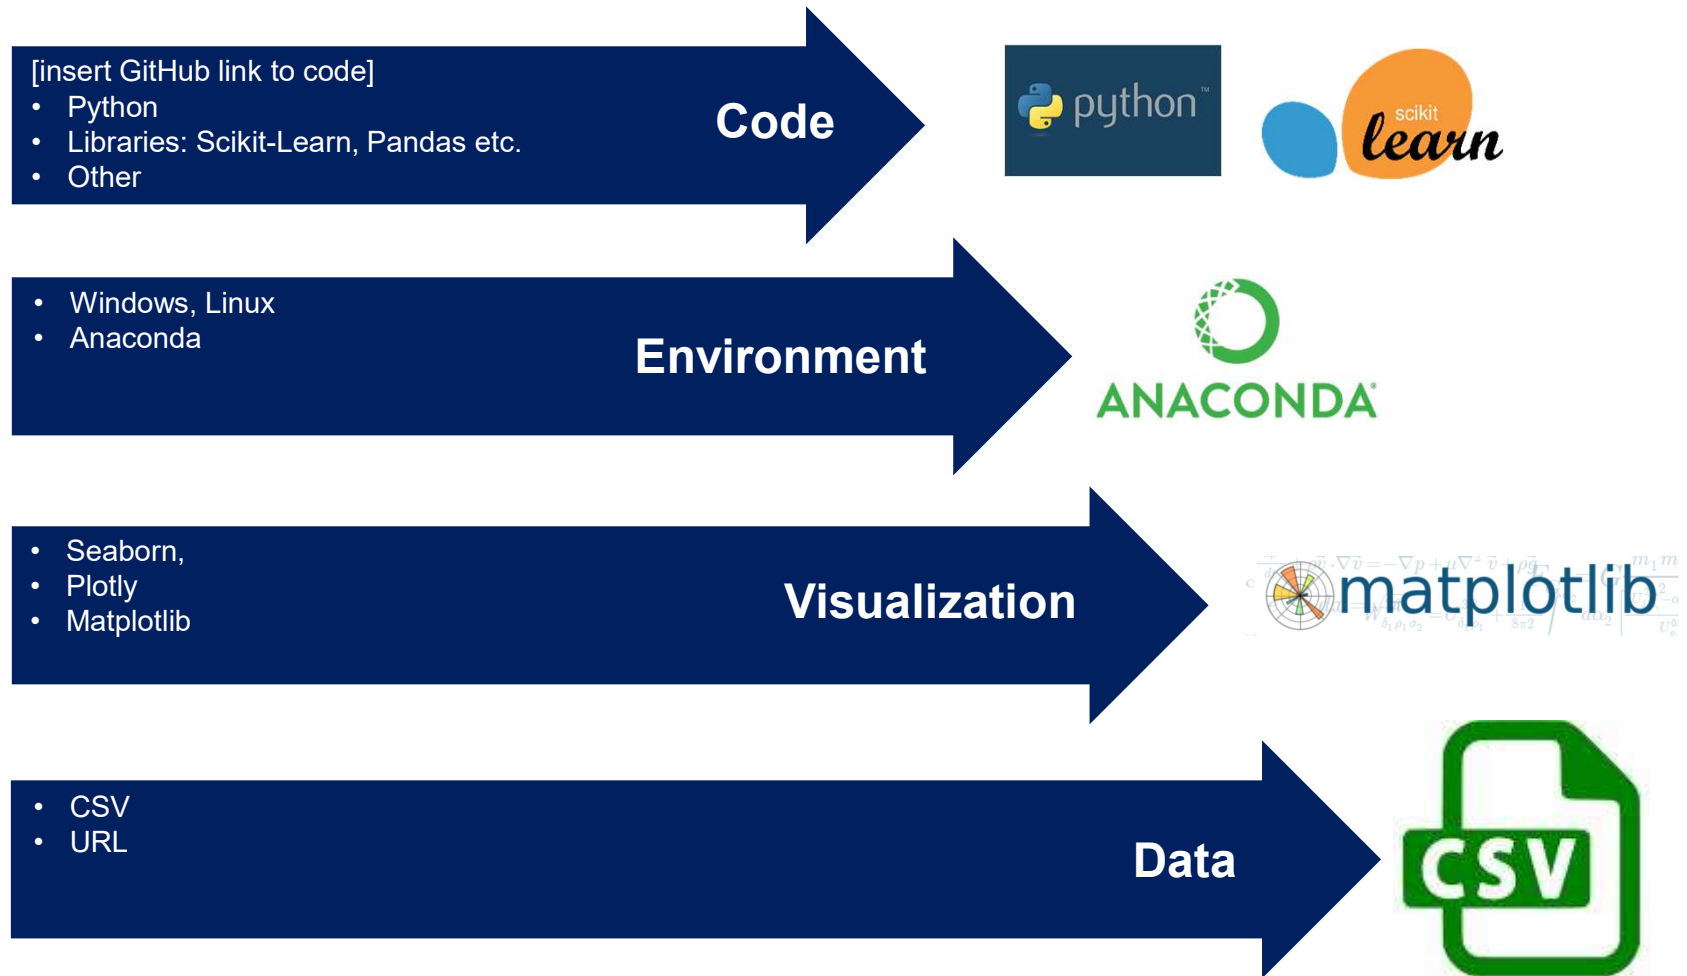 [insert GitHub link to code]
• Python
• Libraries: Scikit-Learn, Pandas etc.
• Other
Code
python™
scikit
learn
• Windows, Linux
• Anaconda
Environment
ANACONDA®
• Seaborn,
• Plotly
• Matplotlib
Visualization
matplotlib
• CSV
• URL
Data
CSV